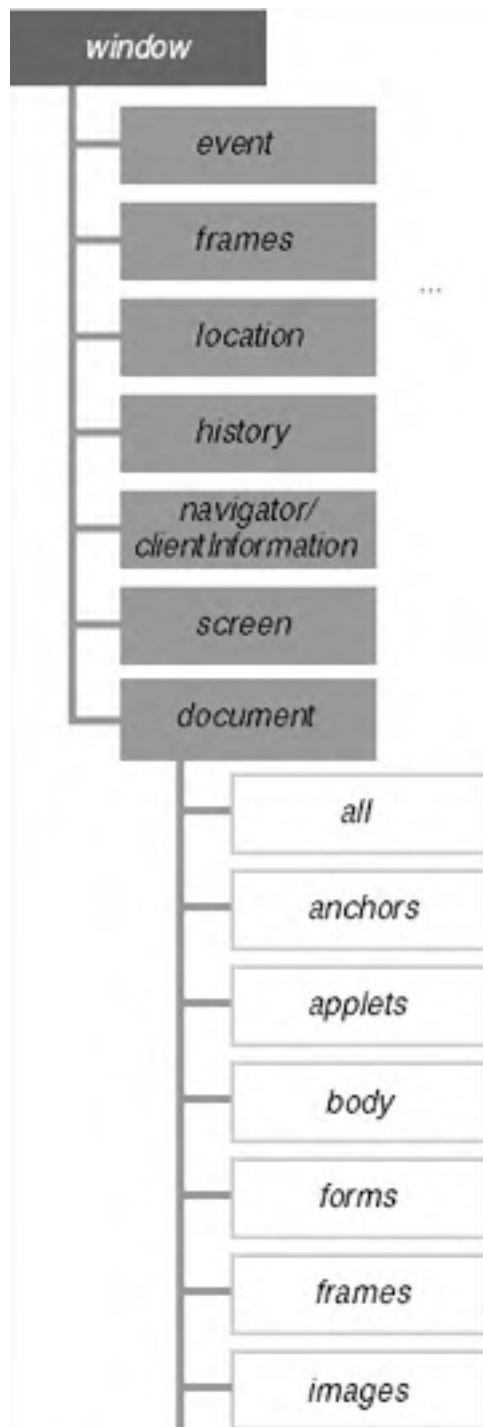 window
event
frames
...
location
history
navigator/
clientInformation
screen
document
all
anchors
applets
body
forms
frames
images